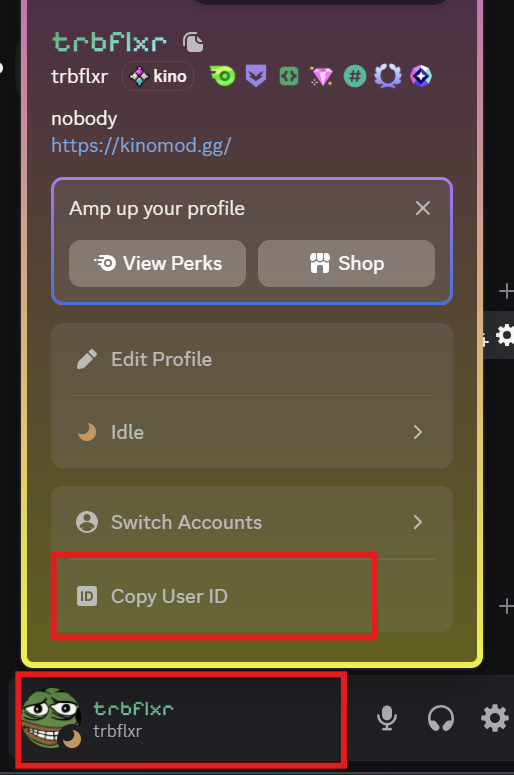 trbflxr
trbflxr kino #
nobody
https://kinomod.gg/
Amp up your profile
View Perks
Shop
Edit Profile
Idle
Switch Accounts
ID Copy User ID
trbflxr
trbflxr